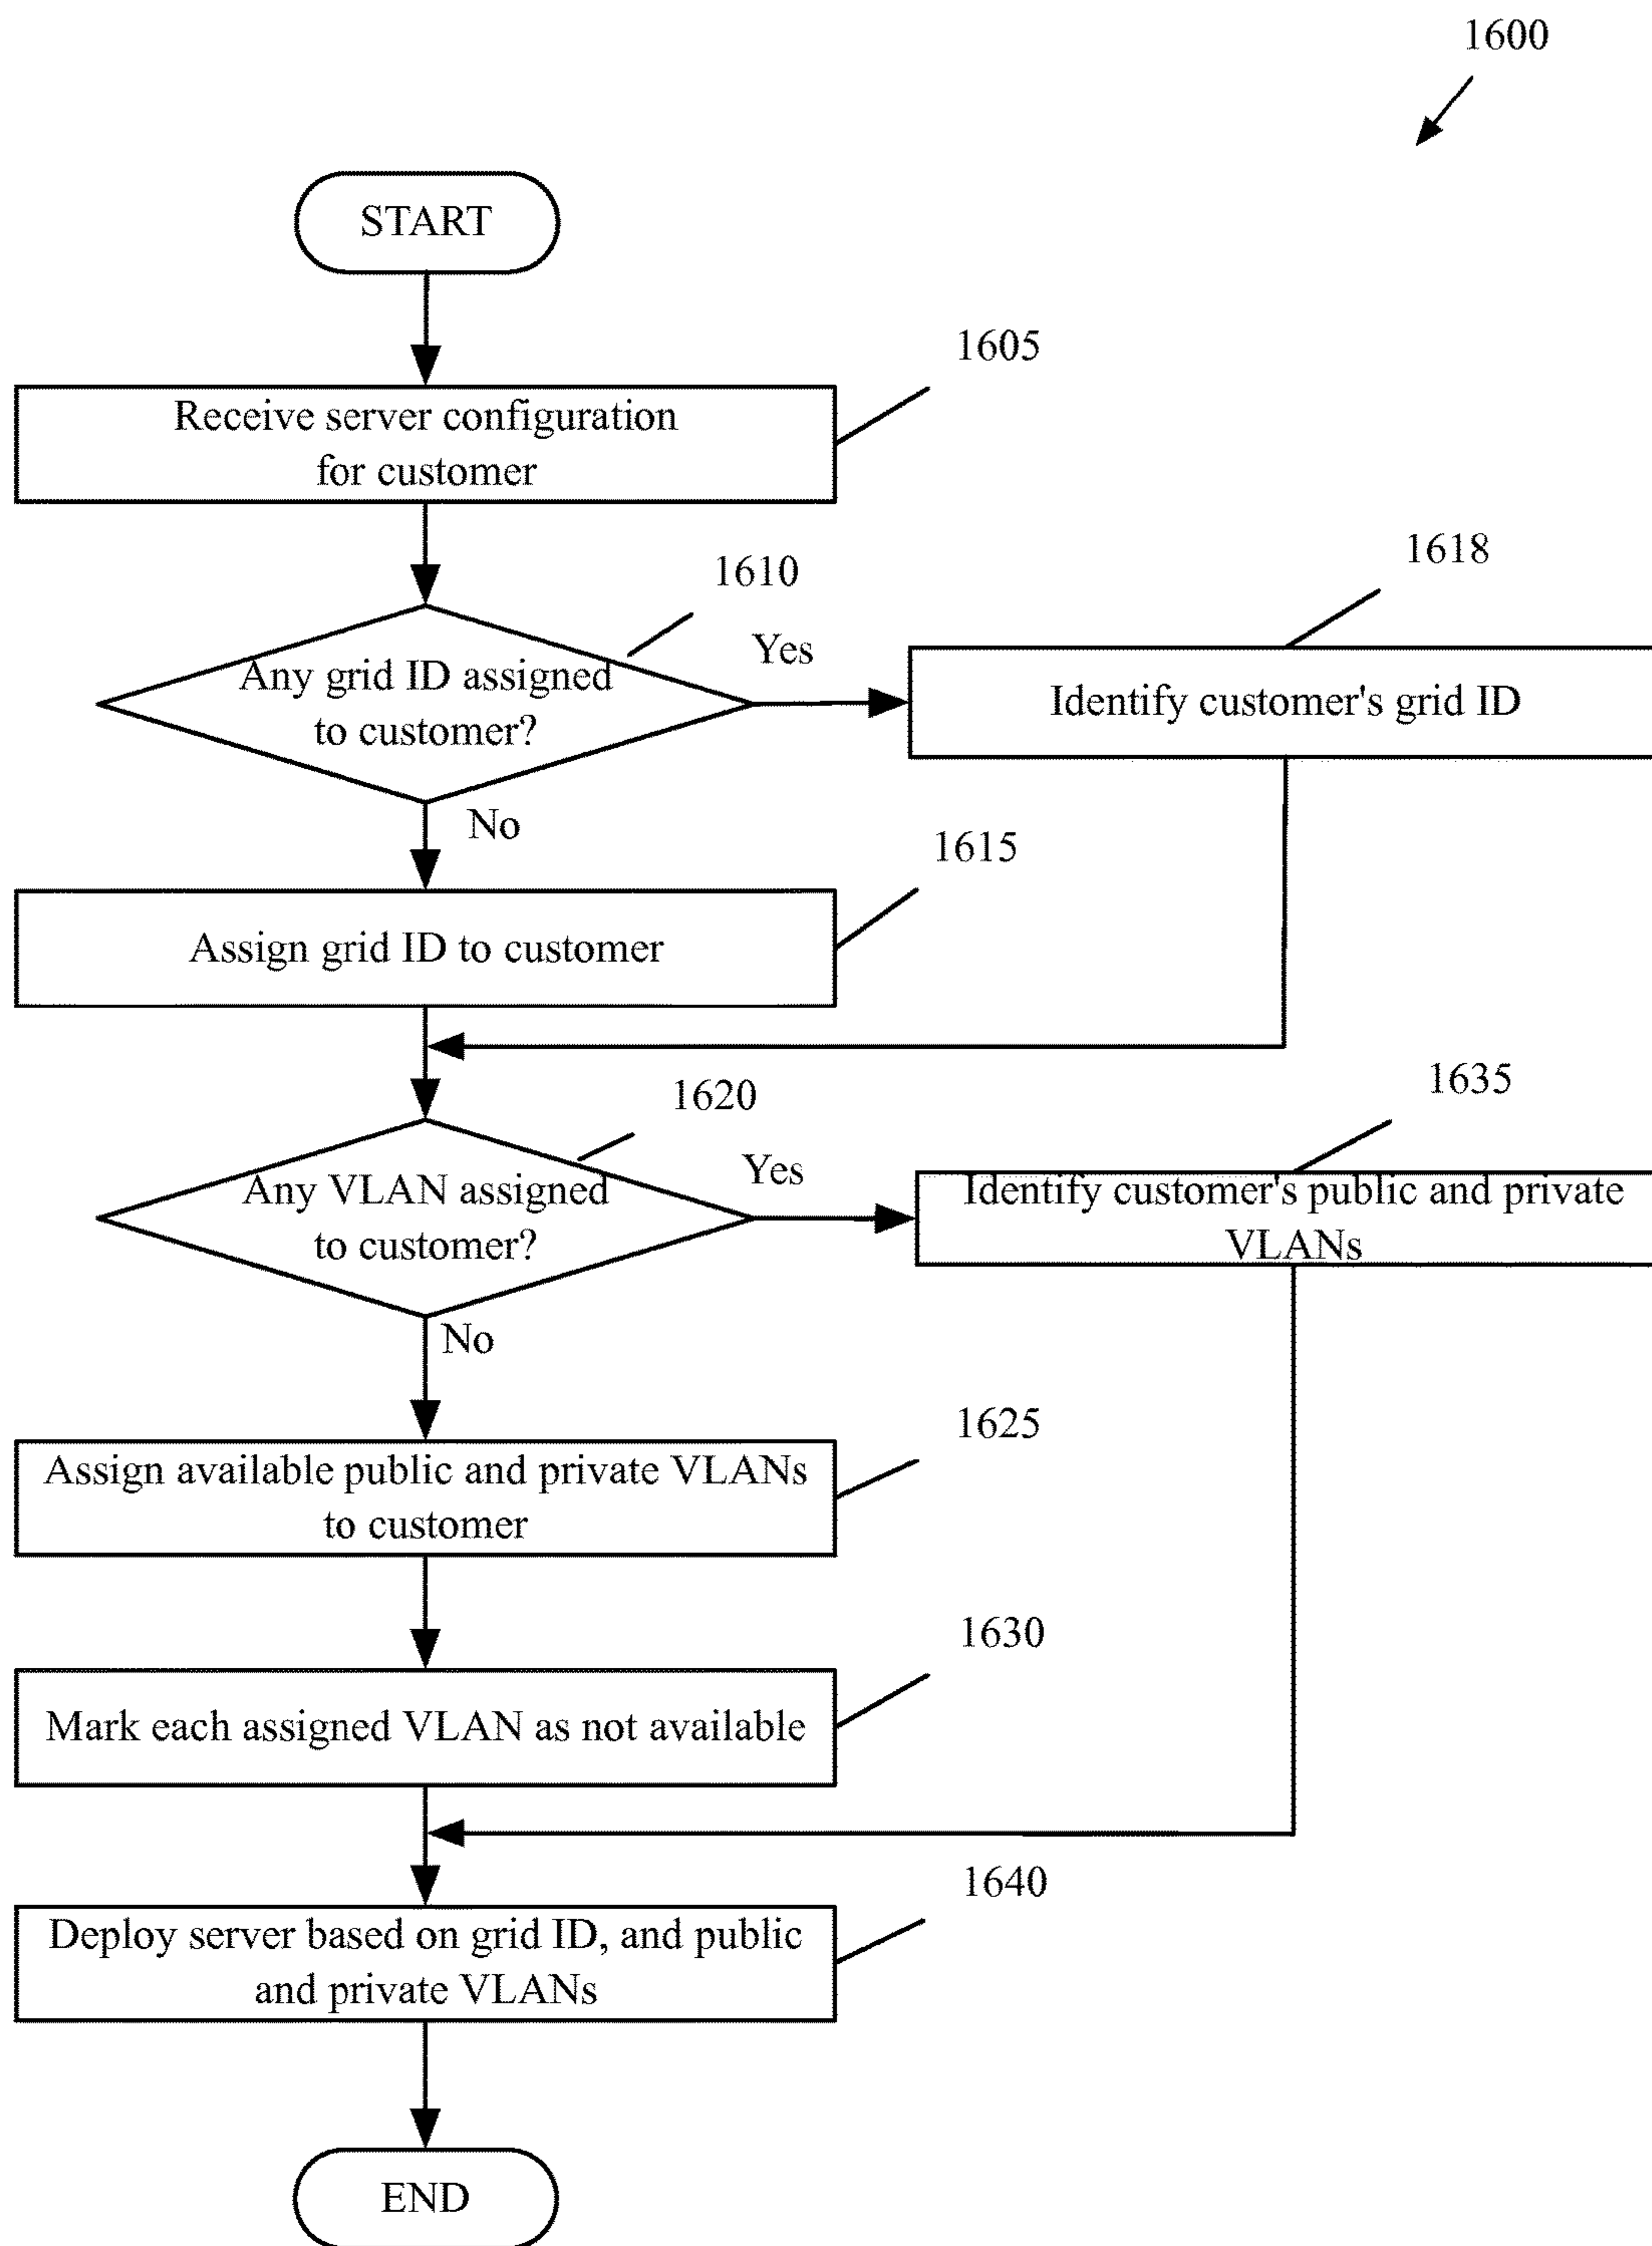 1600
START
1605
Receive server configuration
for customer
1618
1610
Yes
Any grid ID assigned
to customer?
Identify customer's grid ID
No
1615
Assign grid ID to customer
1635
1620
Yes
Any VLAN assigned
to customer?
Identify customer's public and private
VLANs
No
1625
Assign available public and private VLANs
to customer
1630
Mark each assigned VLAN as not available
1640
Deploy server based on grid ID, and public
and private VLANs
END